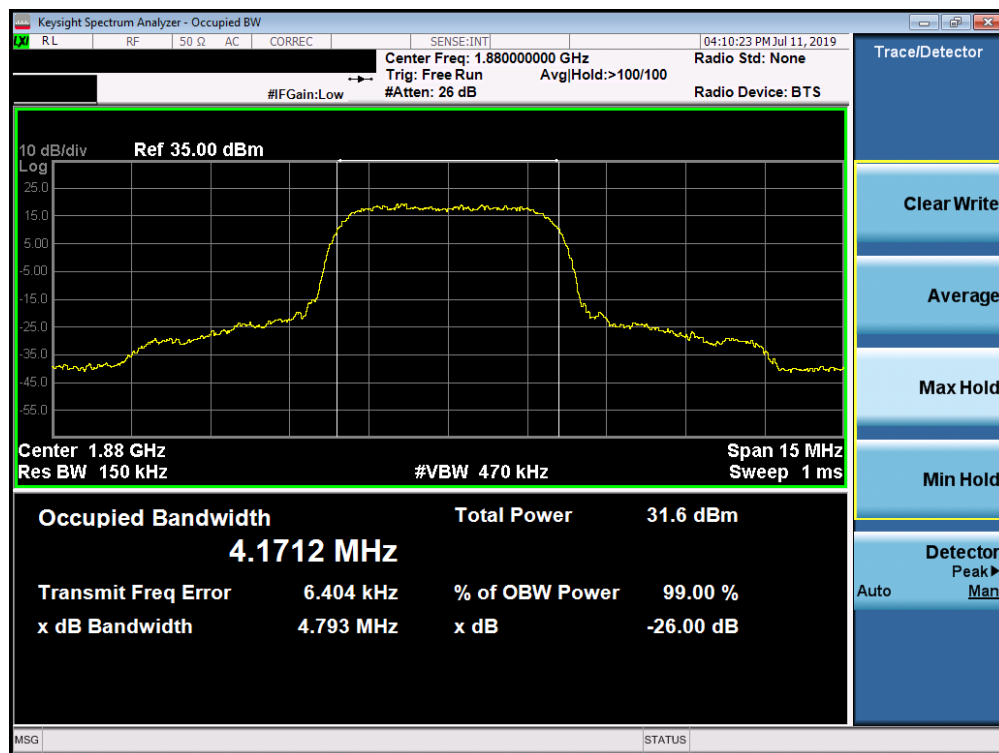 Keysight Spectrum Analyzer - Occupied BW
LXI RL RF 50 Ω AC CORREC SENSE:INT 04:10:23 PM Jul 11, 2019
Center Freq: 1.880000000 GHz Radio Std: None
Trig: Free Run Avg|Hold:>100/100
#IFGain:Low #Atten: 26 dB Radio Device: BTS
10 dB/div Ref 35.00 dBm
Log
25.0
15.0
5.00
-5.00
-15.0
-25.0
-35.0
-45.0
-55.0
Center 1.88 GHz Span 15 MHz
Res BW 150 kHz #VBW 470 kHz Sweep 1 ms
Occupied Bandwidth Total Power 31.6 dBm
4.1712 MHz
Transmit Freq Error 6.404 kHz % of OBW Power 99.00 %
x dB Bandwidth 4.793 MHz x dB -26.00 dB
MSG STATUS
Trace/Detector
Clear Write
Average
Max Hold
Min Hold
Detector
Peak▶
Auto Man